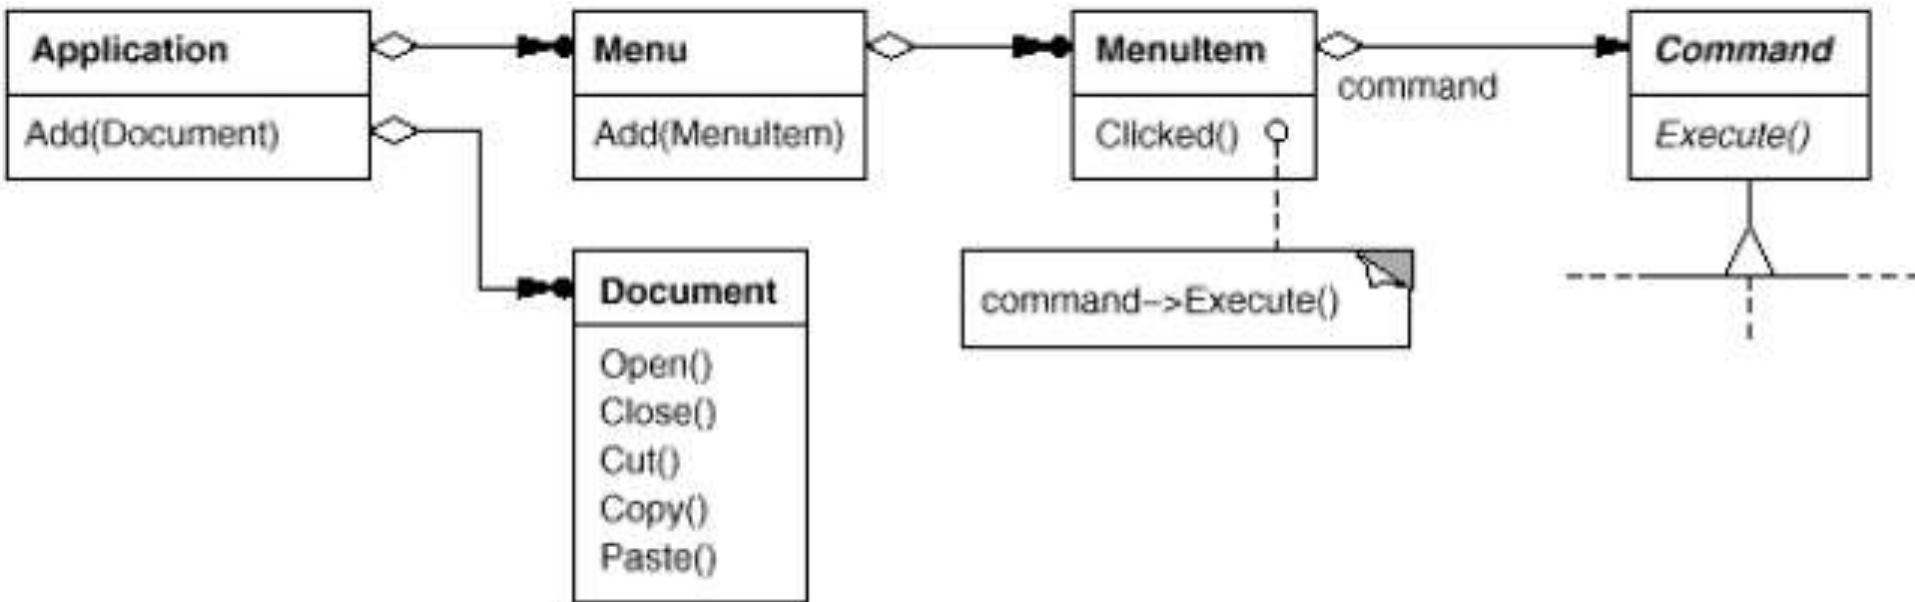 Application
Add(Document)
Menu
Add(MenuItem)
MenuItem
Clicked()
command
Command
Execute()
command->Execute()
Document
Open()
Close()
Cut()
Copy()
Paste()